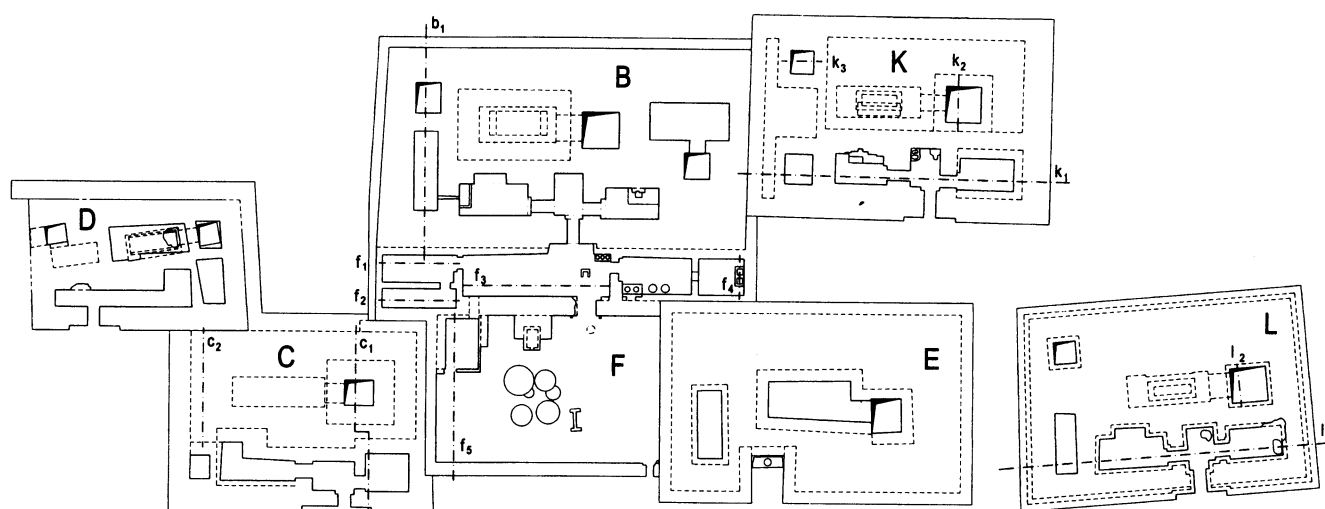 b₁
B
K
k₂
k₃
k₁
D
f₁
f₃
f₂
f₄
c₂
c₁
C
F
E
L
l₂
l
f₅